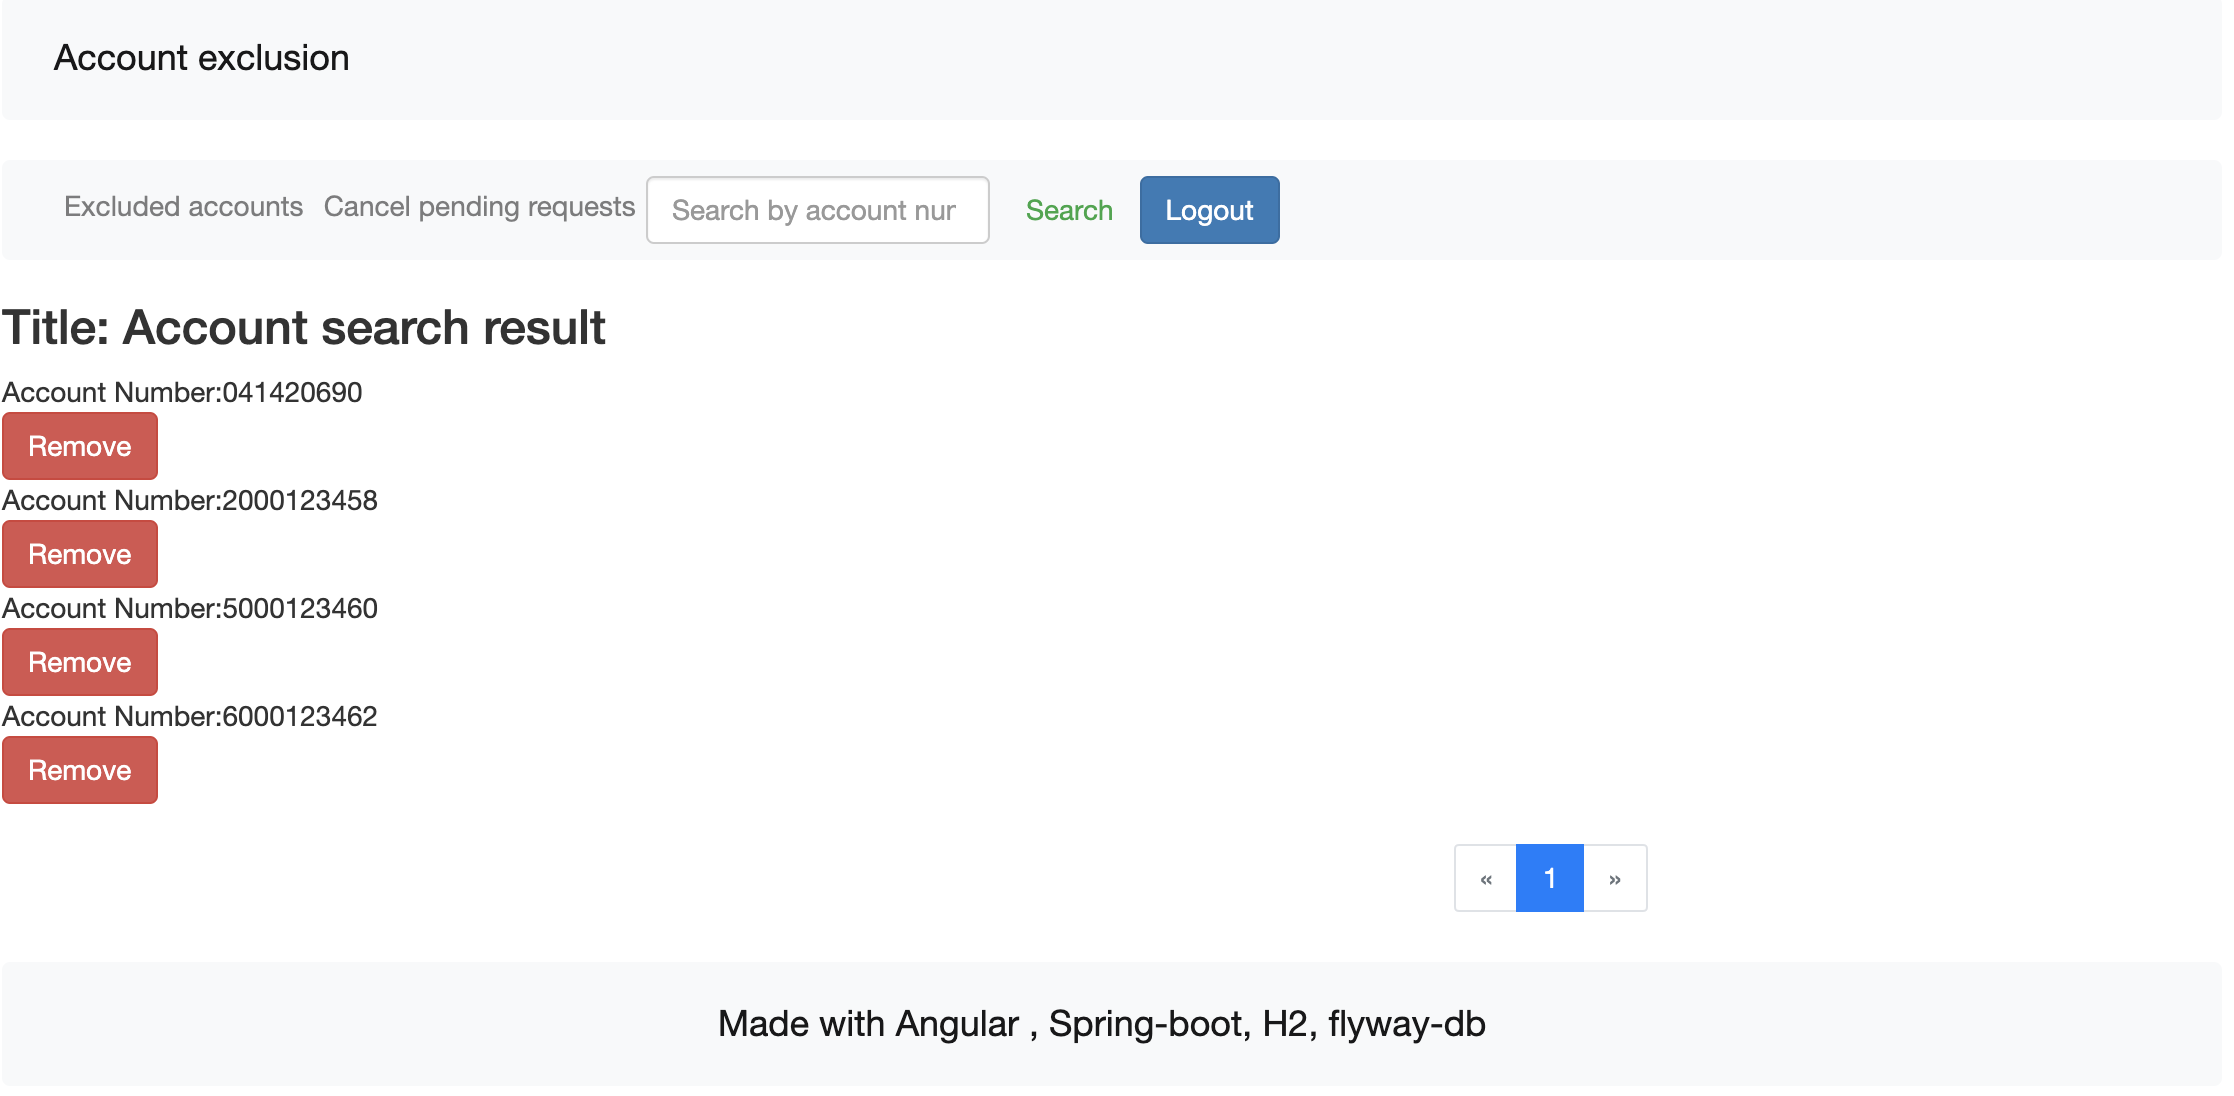 Account exclusion
Excluded accounts Cancel pending requests Search by account nur Search Logout
Title: Account search result
Account Number:041420690
Remove
Account Number:2000123458
Remove
Account Number:5000123460
Remove
Account Number:6000123462
Remove
« 1 »
Made with Angular , Spring-boot, H2, flyway-db